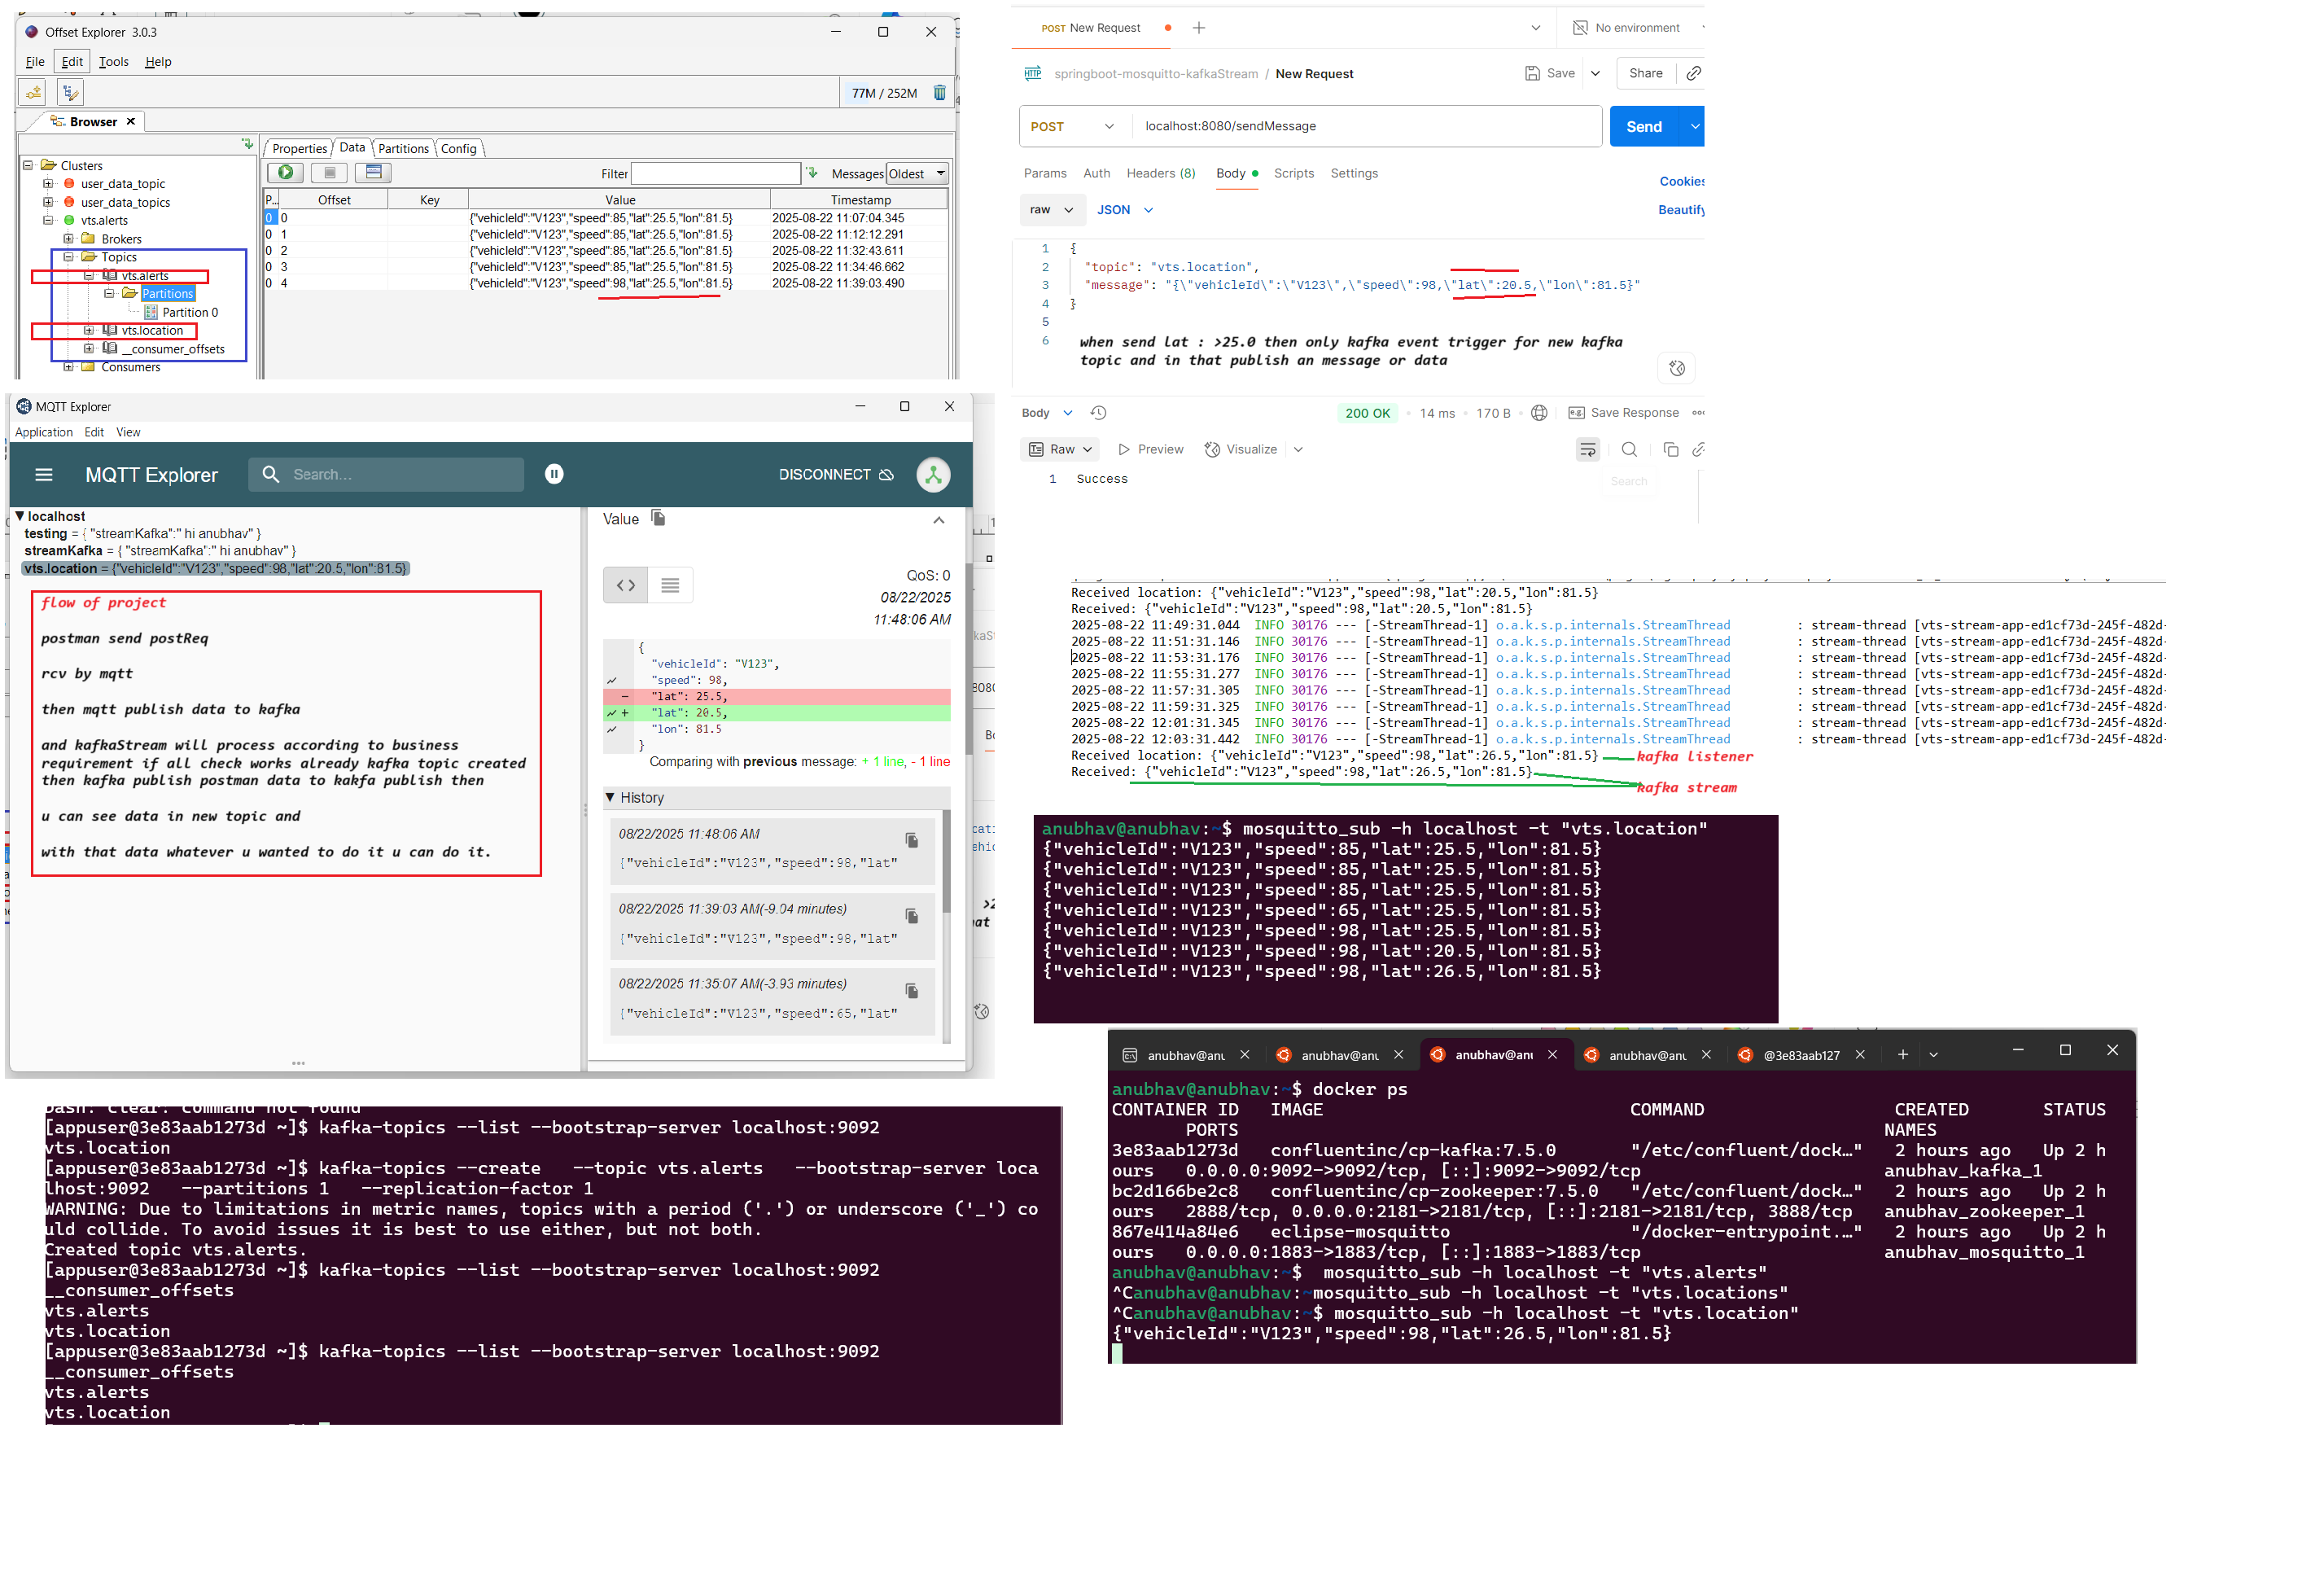 Offset Explorer 3.0.3
File Edit Tools Help
77M / 252M
Browser
Clusters
user_data_topic
user_data_topics
vts.alerts
Brokers
Topics
vts.alerts
Partitions
Partition 0
vts.location
__consumer_offsets
Consumers
Properties Data Partitions Config
Filter Messages Oldest
P... Offset Key Value Timestamp
0 0 {"vehicleId":"V123","speed":85,"lat":25.5,"lon":81.5} 2025-08-22 11:07:04.345
0 1 {"vehicleId":"V123","speed":85,"lat":25.5,"lon":81.5} 2025-08-22 11:12:12.291
0 2 {"vehicleId":"V123","speed":85,"lat":25.5,"lon":81.5} 2025-08-22 11:32:43.611
0 3 {"vehicleId":"V123","speed":85,"lat":25.5,"lon":81.5} 2025-08-22 11:34:46.662
0 4 {"vehicleId":"V123","speed":98,"lat":25.5,"lon":81.5} 2025-08-22 11:39:03.490
POST New Request
No environment
HTTP springboot-mosquitto-kafkaStream / New Request
Save Share
POST localhost:8080/sendMessage
Send
Params Auth Headers (8) Body Scripts Settings
Cookies
raw JSON
Beautify
1 {
2 "topic": "vts.location",
3 "message": "{\"vehicleId\":\"V123\",\"speed\":98,\"lat\":20.5,\"lon\":81.5}"
4 }
5
6
when send lat : >25.0 then only kafka event trigger for new kafka
topic and in that publish an message or data
Body
200 OK 14 ms 170 B Save Response
Raw Preview Visualize
1 Success
Search
MQTT Explorer
Application Edit View
MQTT Explorer
Search...
DISCONNECT
localhost
testing = { "streamKafka":" hi anubhav" }
streamKafka = { "streamKafka":" hi anubhav" }
vts.location = {"vehicleId":"V123","speed":98,"lat":20.5,"lon":81.5}
flow of project
postman send postReq
rcv by mqtt
then mqtt publish data to kafka
and kafkaStream will process according to business
requirement if all check works already kafka topic created
then kafka publish postman data to kakfa publish then
u can see data in new topic and
with that data whatever u wanted to do it u can do it.
Value
QoS: 0
08/22/2025
11:48:06 AM
{
"vehicleId": "V123",
"speed": 98,
- "lat": 25.5,
+ "lat": 20.5,
"lon": 81.5
}
Comparing with previous message: + 1 line, - 1 line
History
08/22/2025 11:48:06 AM
{"vehicleId":"V123","speed":98,"lat"
08/22/2025 11:39:03 AM(-9.04 minutes)
{"vehicleId":"V123","speed":98,"lat"
08/22/2025 11:35:07 AM(-3.93 minutes)
{"vehicleId":"V123","speed":65,"lat"
Received location: {"vehicleId":"V123","speed":98,"lat":20.5,"lon":81.5}
Received: {"vehicleId":"V123","speed":98,"lat":20.5,"lon":81.5}
2025-08-22 11:49:31.044 INFO 30176 --- [-StreamThread-1] o.a.k.s.p.internals.StreamThread : stream-thread [vts-stream-app-ed1cf73d-245f-482d-
2025-08-22 11:51:31.146 INFO 30176 --- [-StreamThread-1] o.a.k.s.p.internals.StreamThread : stream-thread [vts-stream-app-ed1cf73d-245f-482d-
2025-08-22 11:53:31.176 INFO 30176 --- [-StreamThread-1] o.a.k.s.p.internals.StreamThread : stream-thread [vts-stream-app-ed1cf73d-245f-482d-
2025-08-22 11:55:31.277 INFO 30176 --- [-StreamThread-1] o.a.k.s.p.internals.StreamThread : stream-thread [vts-stream-app-ed1cf73d-245f-482d-
2025-08-22 11:57:31.305 INFO 30176 --- [-StreamThread-1] o.a.k.s.p.internals.StreamThread : stream-thread [vts-stream-app-ed1cf73d-245f-482d-
2025-08-22 11:59:31.325 INFO 30176 --- [-StreamThread-1] o.a.k.s.p.internals.StreamThread : stream-thread [vts-stream-app-ed1cf73d-245f-482d-
2025-08-22 12:01:31.345 INFO 30176 --- [-StreamThread-1] o.a.k.s.p.internals.StreamThread : stream-thread [vts-stream-app-ed1cf73d-245f-482d-
2025-08-22 12:03:31.442 INFO 30176 --- [-StreamThread-1] o.a.k.s.p.internals.StreamThread : stream-thread [vts-stream-app-ed1cf73d-245f-482d-
Received location: {"vehicleId":"V123","speed":98,"lat":26.5,"lon":81.5} kafka listener
Received: {"vehicleId":"V123","speed":98,"lat":26.5,"lon":81.5}
kafka stream
anubhav@anubhav:~$ mosquitto_sub -h localhost -t "vts.location"
{"vehicleId":"V123","speed":85,"lat":25.5,"lon":81.5}
{"vehicleId":"V123","speed":85,"lat":25.5,"lon":81.5}
{"vehicleId":"V123","speed":85,"lat":25.5,"lon":81.5}
{"vehicleId":"V123","speed":65,"lat":25.5,"lon":81.5}
{"vehicleId":"V123","speed":98,"lat":25.5,"lon":81.5}
{"vehicleId":"V123","speed":98,"lat":20.5,"lon":81.5}
{"vehicleId":"V123","speed":98,"lat":26.5,"lon":81.5}
anubhav@anu anubhav@anu anubhav@anu anubhav@anu @3e83aab127
anubhav@anubhav:~$ docker ps
CONTAINER ID IMAGE COMMAND CREATED STATUS
PORTS NAMES
3e83aab1273d confluentinc/cp-kafka:7.5.0 "/etc/confluent/dock…" 2 hours ago Up 2 h
ours 0.0.0.0:9092->9092/tcp, [::]:9092->9092/tcp anubhav_kafka_1
bc2d166be2c8 confluentinc/cp-zookeeper:7.5.0 "/etc/confluent/dock…" 2 hours ago Up 2 h
ours 2888/tcp, 0.0.0.0:2181->2181/tcp, [::]:2181->2181/tcp, 3888/tcp anubhav_zookeeper_1
867e414a84e6 eclipse-mosquitto "/docker-entrypoint.…" 2 hours ago Up 2 h
ours 0.0.0.0:1883->1883/tcp, [::]:1883->1883/tcp anubhav_mosquitto_1
anubhav@anubhav:~$ mosquitto_sub -h localhost -t "vts.alerts"
^Canubhav@anubhav:~mosquitto_sub -h localhost -t "vts.locations"
^Canubhav@anubhav:~$ mosquitto_sub -h localhost -t "vts.location"
{"vehicleId":"V123","speed":98,"lat":26.5,"lon":81.5}
bash: clear: command not found
[appuser@3e83aab1273d ~]$ kafka-topics --list --bootstrap-server localhost:9092
vts.location
[appuser@3e83aab1273d ~]$ kafka-topics --create --topic vts.alerts --bootstrap-server loca
lhost:9092 --partitions 1 --replication-factor 1
WARNING: Due to limitations in metric names, topics with a period ('.') or underscore ('_') co
uld collide. To avoid issues it is best to use either, but not both.
Created topic vts.alerts.
[appuser@3e83aab1273d ~]$ kafka-topics --list --bootstrap-server localhost:9092
__consumer_offsets
vts.alerts
vts.location
[appuser@3e83aab1273d ~]$ kafka-topics --list --bootstrap-server localhost:9092
__consumer_offsets
vts.alerts
vts.location